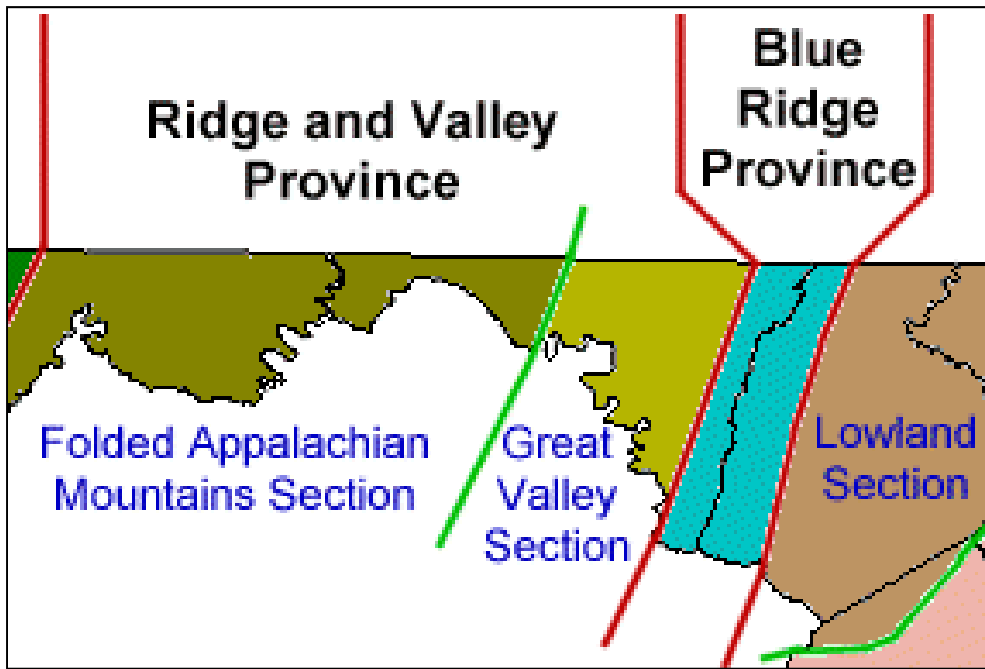 Ridge and Valley
Province
Blue
Ridge
Province
Folded Appalachian
Mountains Section
Great
Valley
Section
Lowland
Section